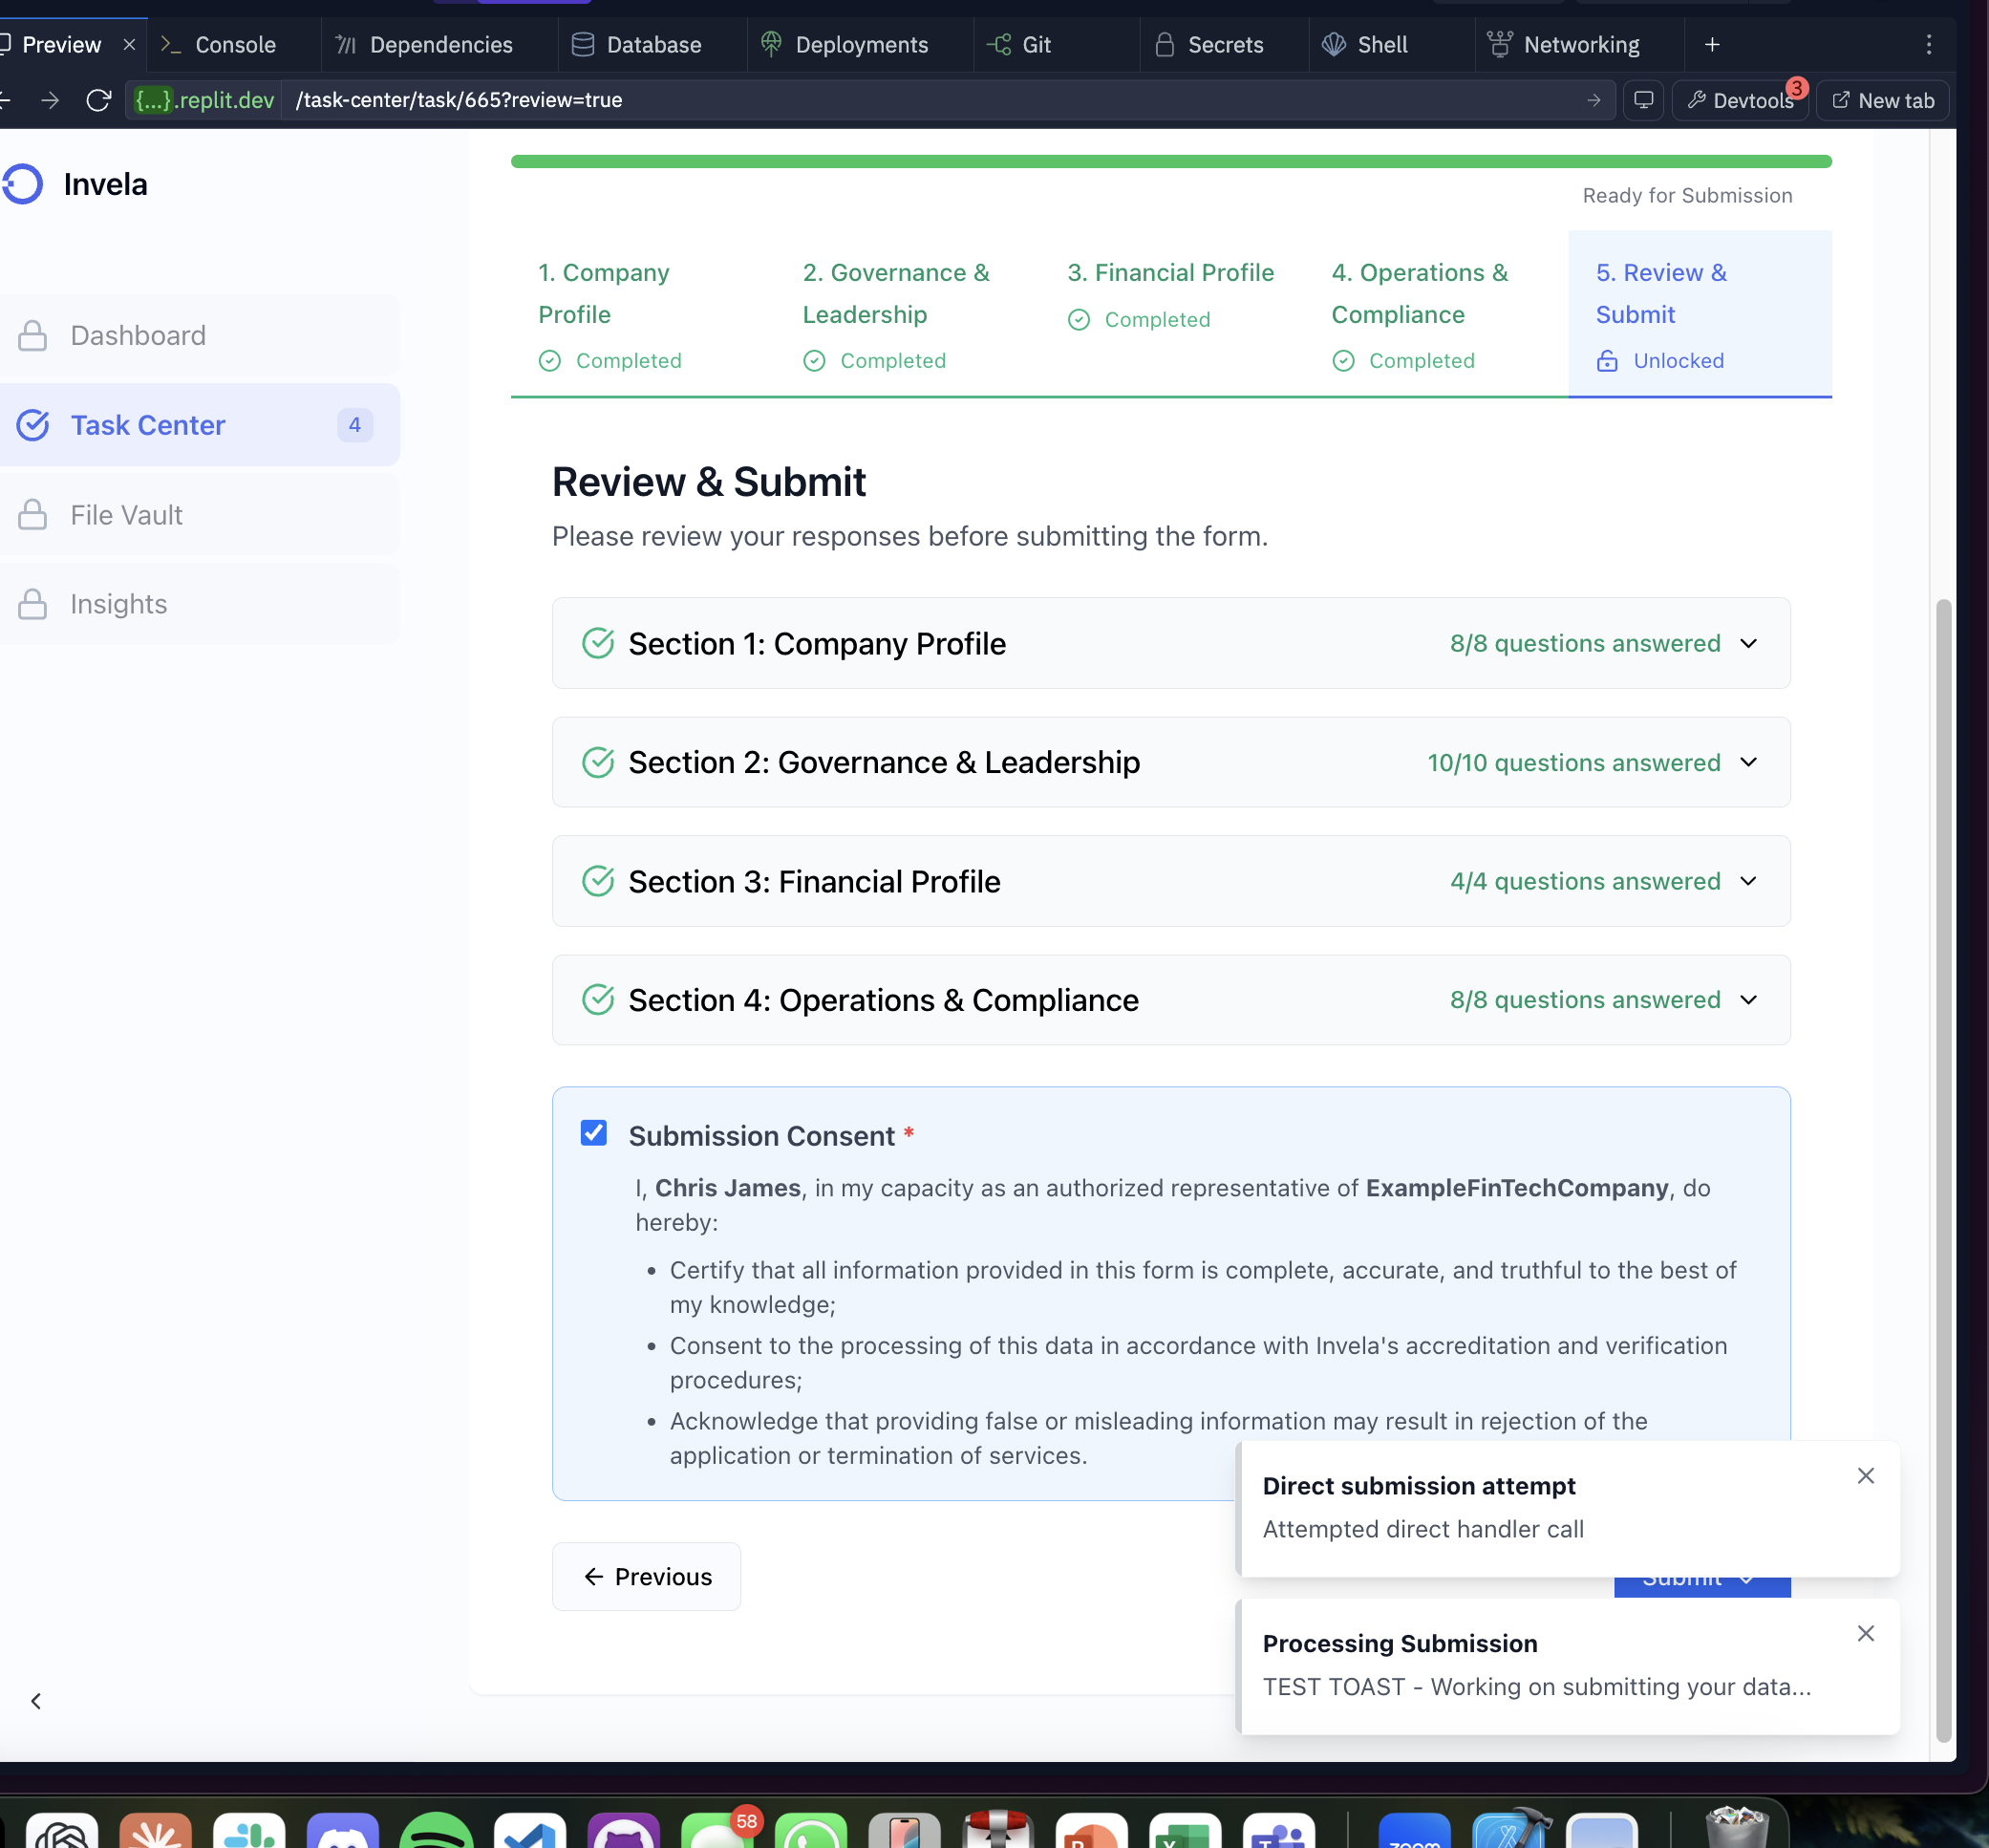 Preview
Console
Dependencies
Database
Deployments
Git
Secrets
Shell
Networking
{...}.replit.dev
/task-center/task/665?review=true
Devtools
3
New tab
Invela
Dashboard
Task Center
4
File Vault
Insights
Ready for Submission
1. Company
Profile
Completed
2. Governance &
Leadership
Completed
3. Financial Profile
Completed
4. Operations &
Compliance
Completed
5. Review &
Submit
Unlocked
Review & Submit
Please review your responses before submitting the form.
Section 1: Company Profile
8/8 questions answered
Section 2: Governance & Leadership
10/10 questions answered
Section 3: Financial Profile
4/4 questions answered
Section 4: Operations & Compliance
8/8 questions answered
Submission Consent *
I, Chris James, in my capacity as an authorized representative of ExampleFinTechCompany, do
hereby:
• Certify that all information provided in this form is complete, accurate, and truthful to the best of
my knowledge;
• Consent to the processing of this data in accordance with Invela's accreditation and verification
procedures;
• Acknowledge that providing false or misleading information may result in rejection of the
application or termination of services.
Direct submission attempt
Attempted direct handler call
Previous
Submit
Processing Submission
TEST TOAST - Working on submitting your data...
58
zoom